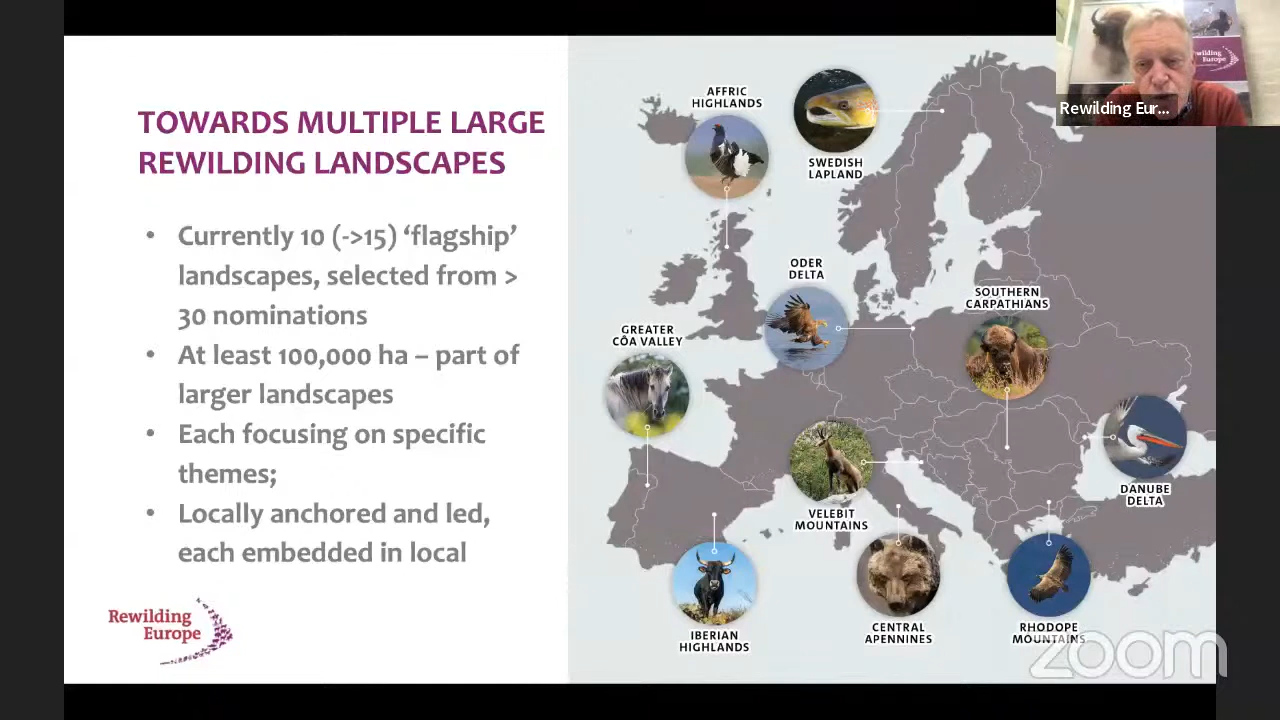 TOWARDS MULTIPLE LARGE
REWILDING LANDSCAPES
• Currently 10 (->15) ‘flagship’
landscapes, selected from >
30 nominations
• At least 100,000 ha – part of
larger landscapes
• Each focusing on specific
themes;
• Locally anchored and led,
each embedded in local
Rewilding
Europe
AFFRIC
HIGHLANDS
SWEDISH
LAPLAND
ODER
DELTA
SOUTHERN
CARPATHIANS
GREATER
CÔA VALLEY
DANUBE
DELTA
VELEBIT
MOUNTAINS
IBERIAN
HIGHLANDS
CENTRAL
APENNINES
RHODOPE
MOUNTAINS
Rewilding
Europe
Rewilding Eur...
zoom